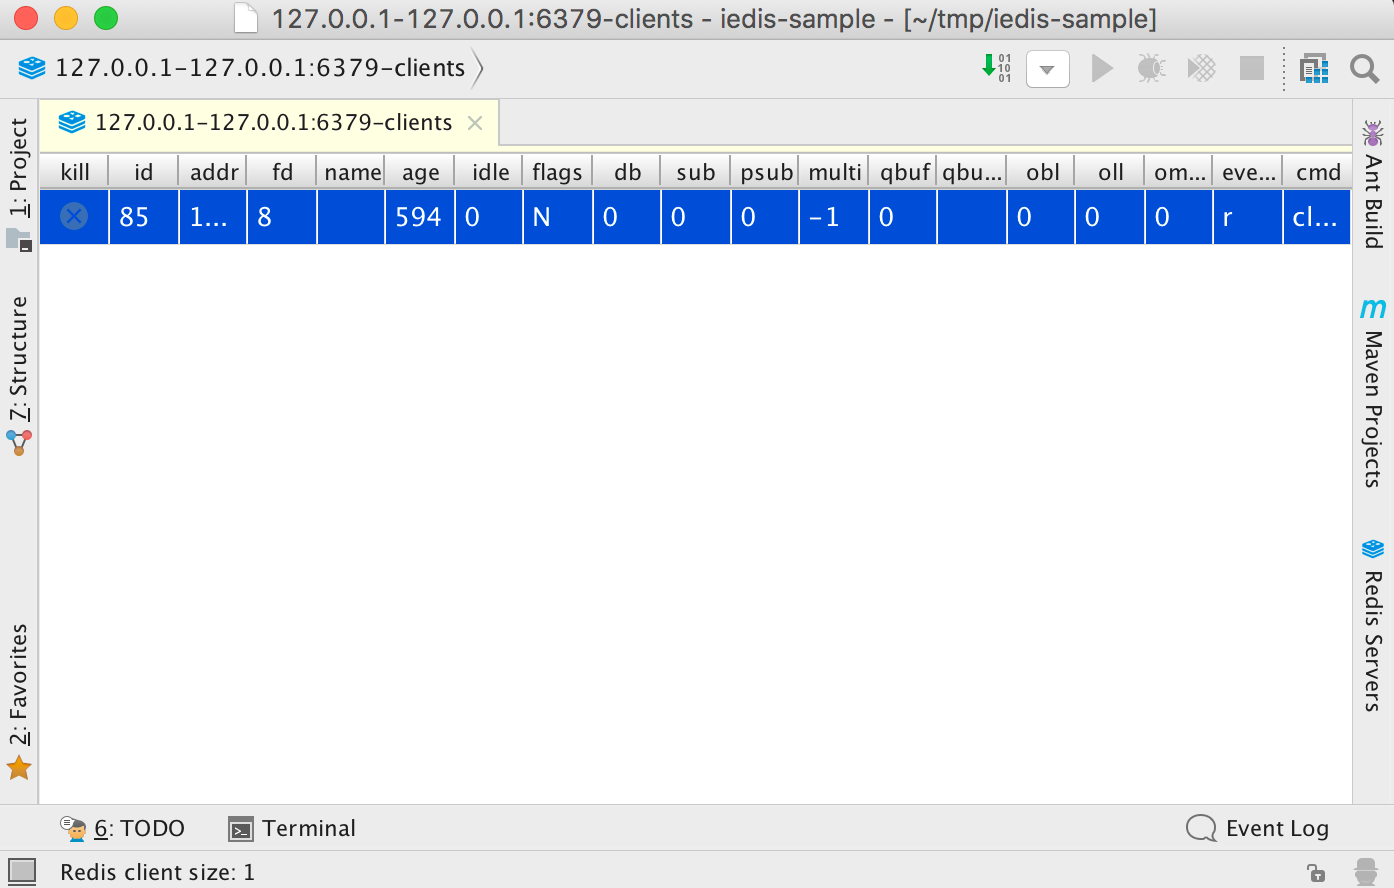 127.0.0.1-127.0.0.1:6379-clients - iedis-sample - [~/tmp/iedis-sample]
127.0.0.1-127.0.0.1:6379-clients
127.0.0.1-127.0.0.1:6379-clients
kill id addr fd name age idle flags db sub psub multi qbuf qbu... obl oll om... eve... cmd
85 1... 8 594 0 N 0 0 0 -1 0 0 0 0 r cl...
1: Project
7: Structure
2: Favorites
Ant Build
m
Maven Projects
Redis Servers
6: TODO Terminal Event Log
Redis client size: 1